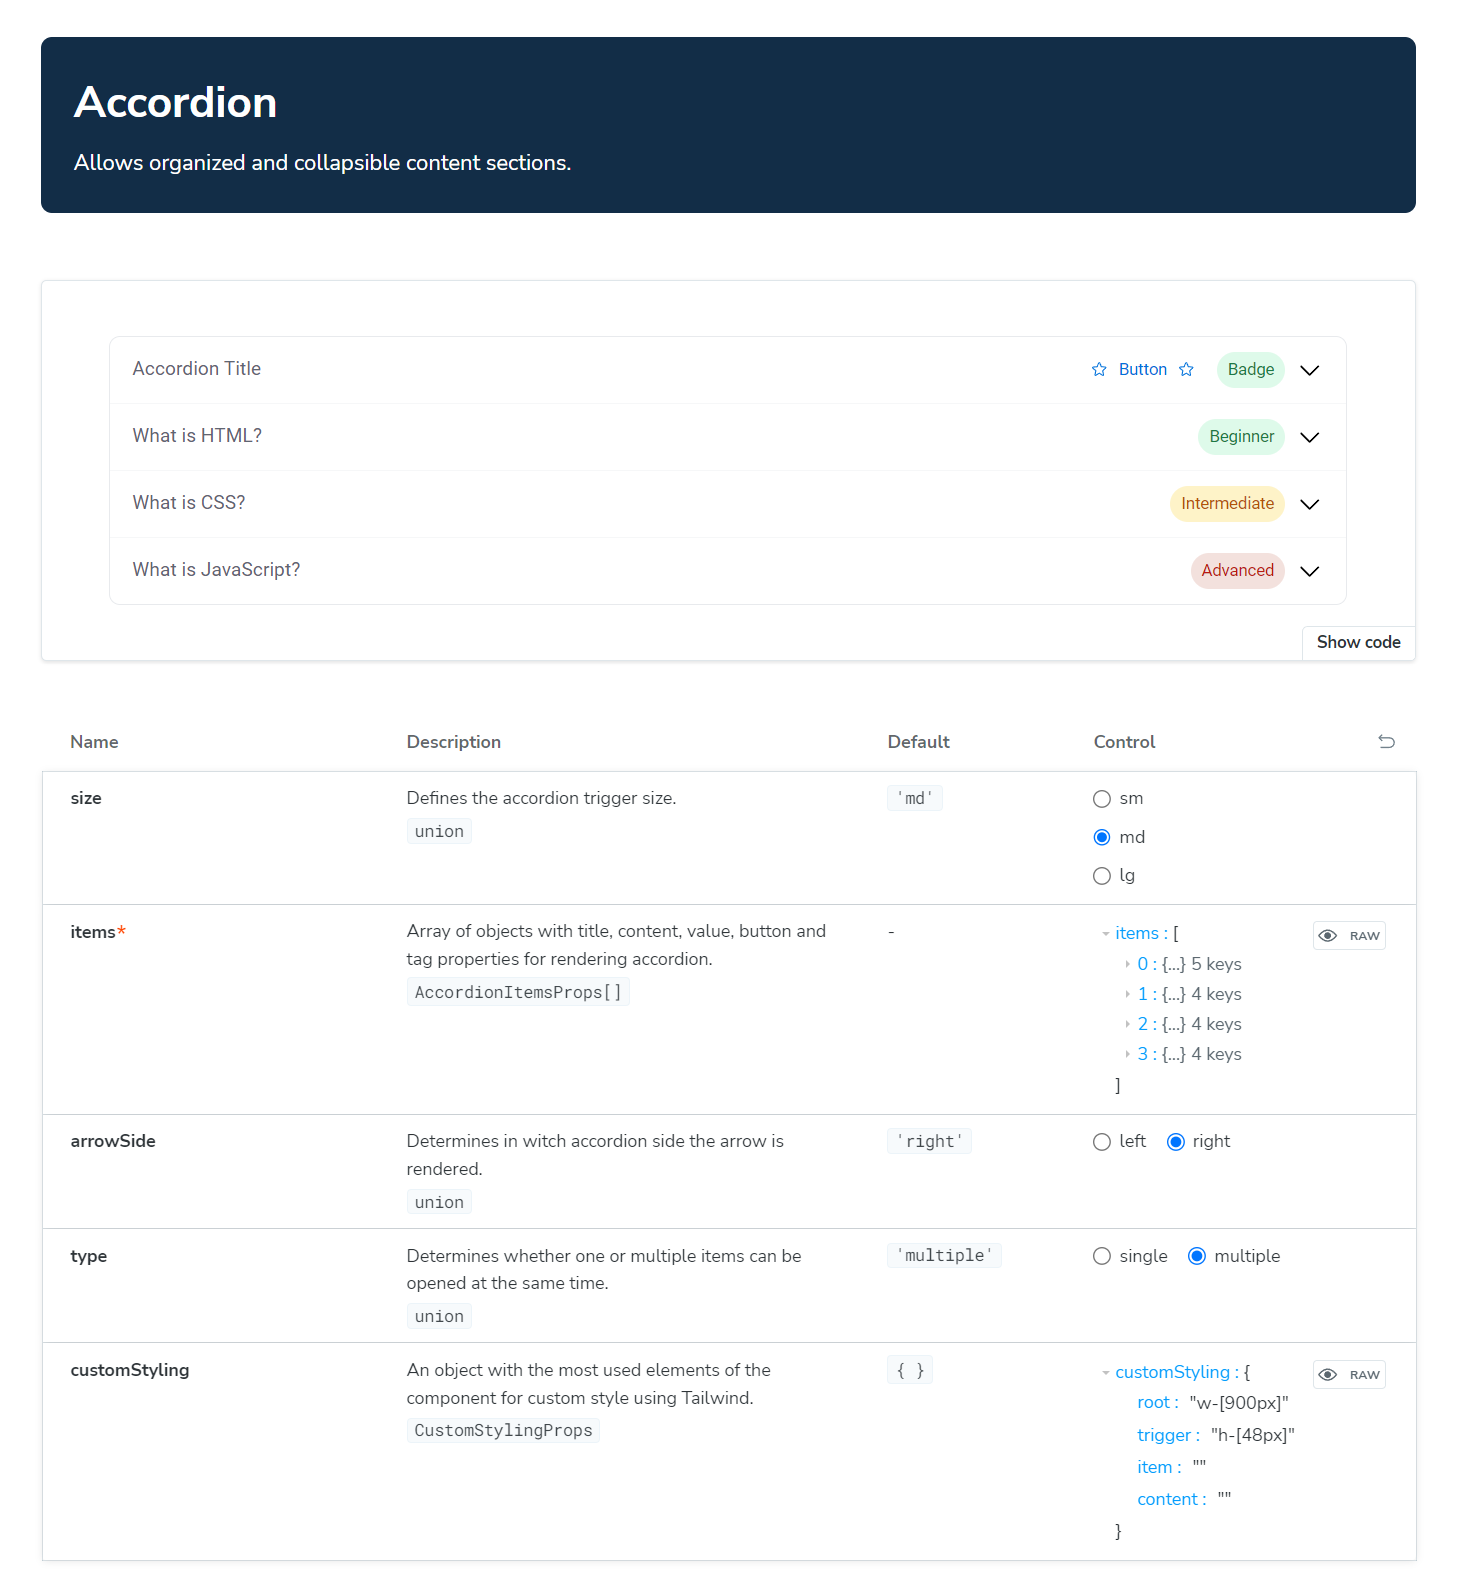 Accordion
Allows organized and collapsible content sections.
Accordion Title Button Badge
What is HTML? Beginner
What is CSS? Intermediate
What is JavaScript? Advanced
Show code
Name Description Default Control
size Defines the accordion trigger size. 'md' sm
union md
lg
items* Array of objects with title, content, value, button and - items : [ RAW
tag properties for rendering accordion. 0 : {...} 5 keys
AccordionItemsProps[] 1 : {...} 4 keys
2 : {...} 4 keys
3 : {...} 4 keys
]
arrowSide Determines in witch accordion side the arrow is 'right' left right
rendered.
union
type Determines whether one or multiple items can be 'multiple' single multiple
opened at the same time.
union
customStyling An object with the most used elements of the { } customStyling : { RAW
component for custom style using Tailwind. root : "w-[900px]"
CustomStylingProps trigger : "h-[48px]"
item : ""
content : ""
}